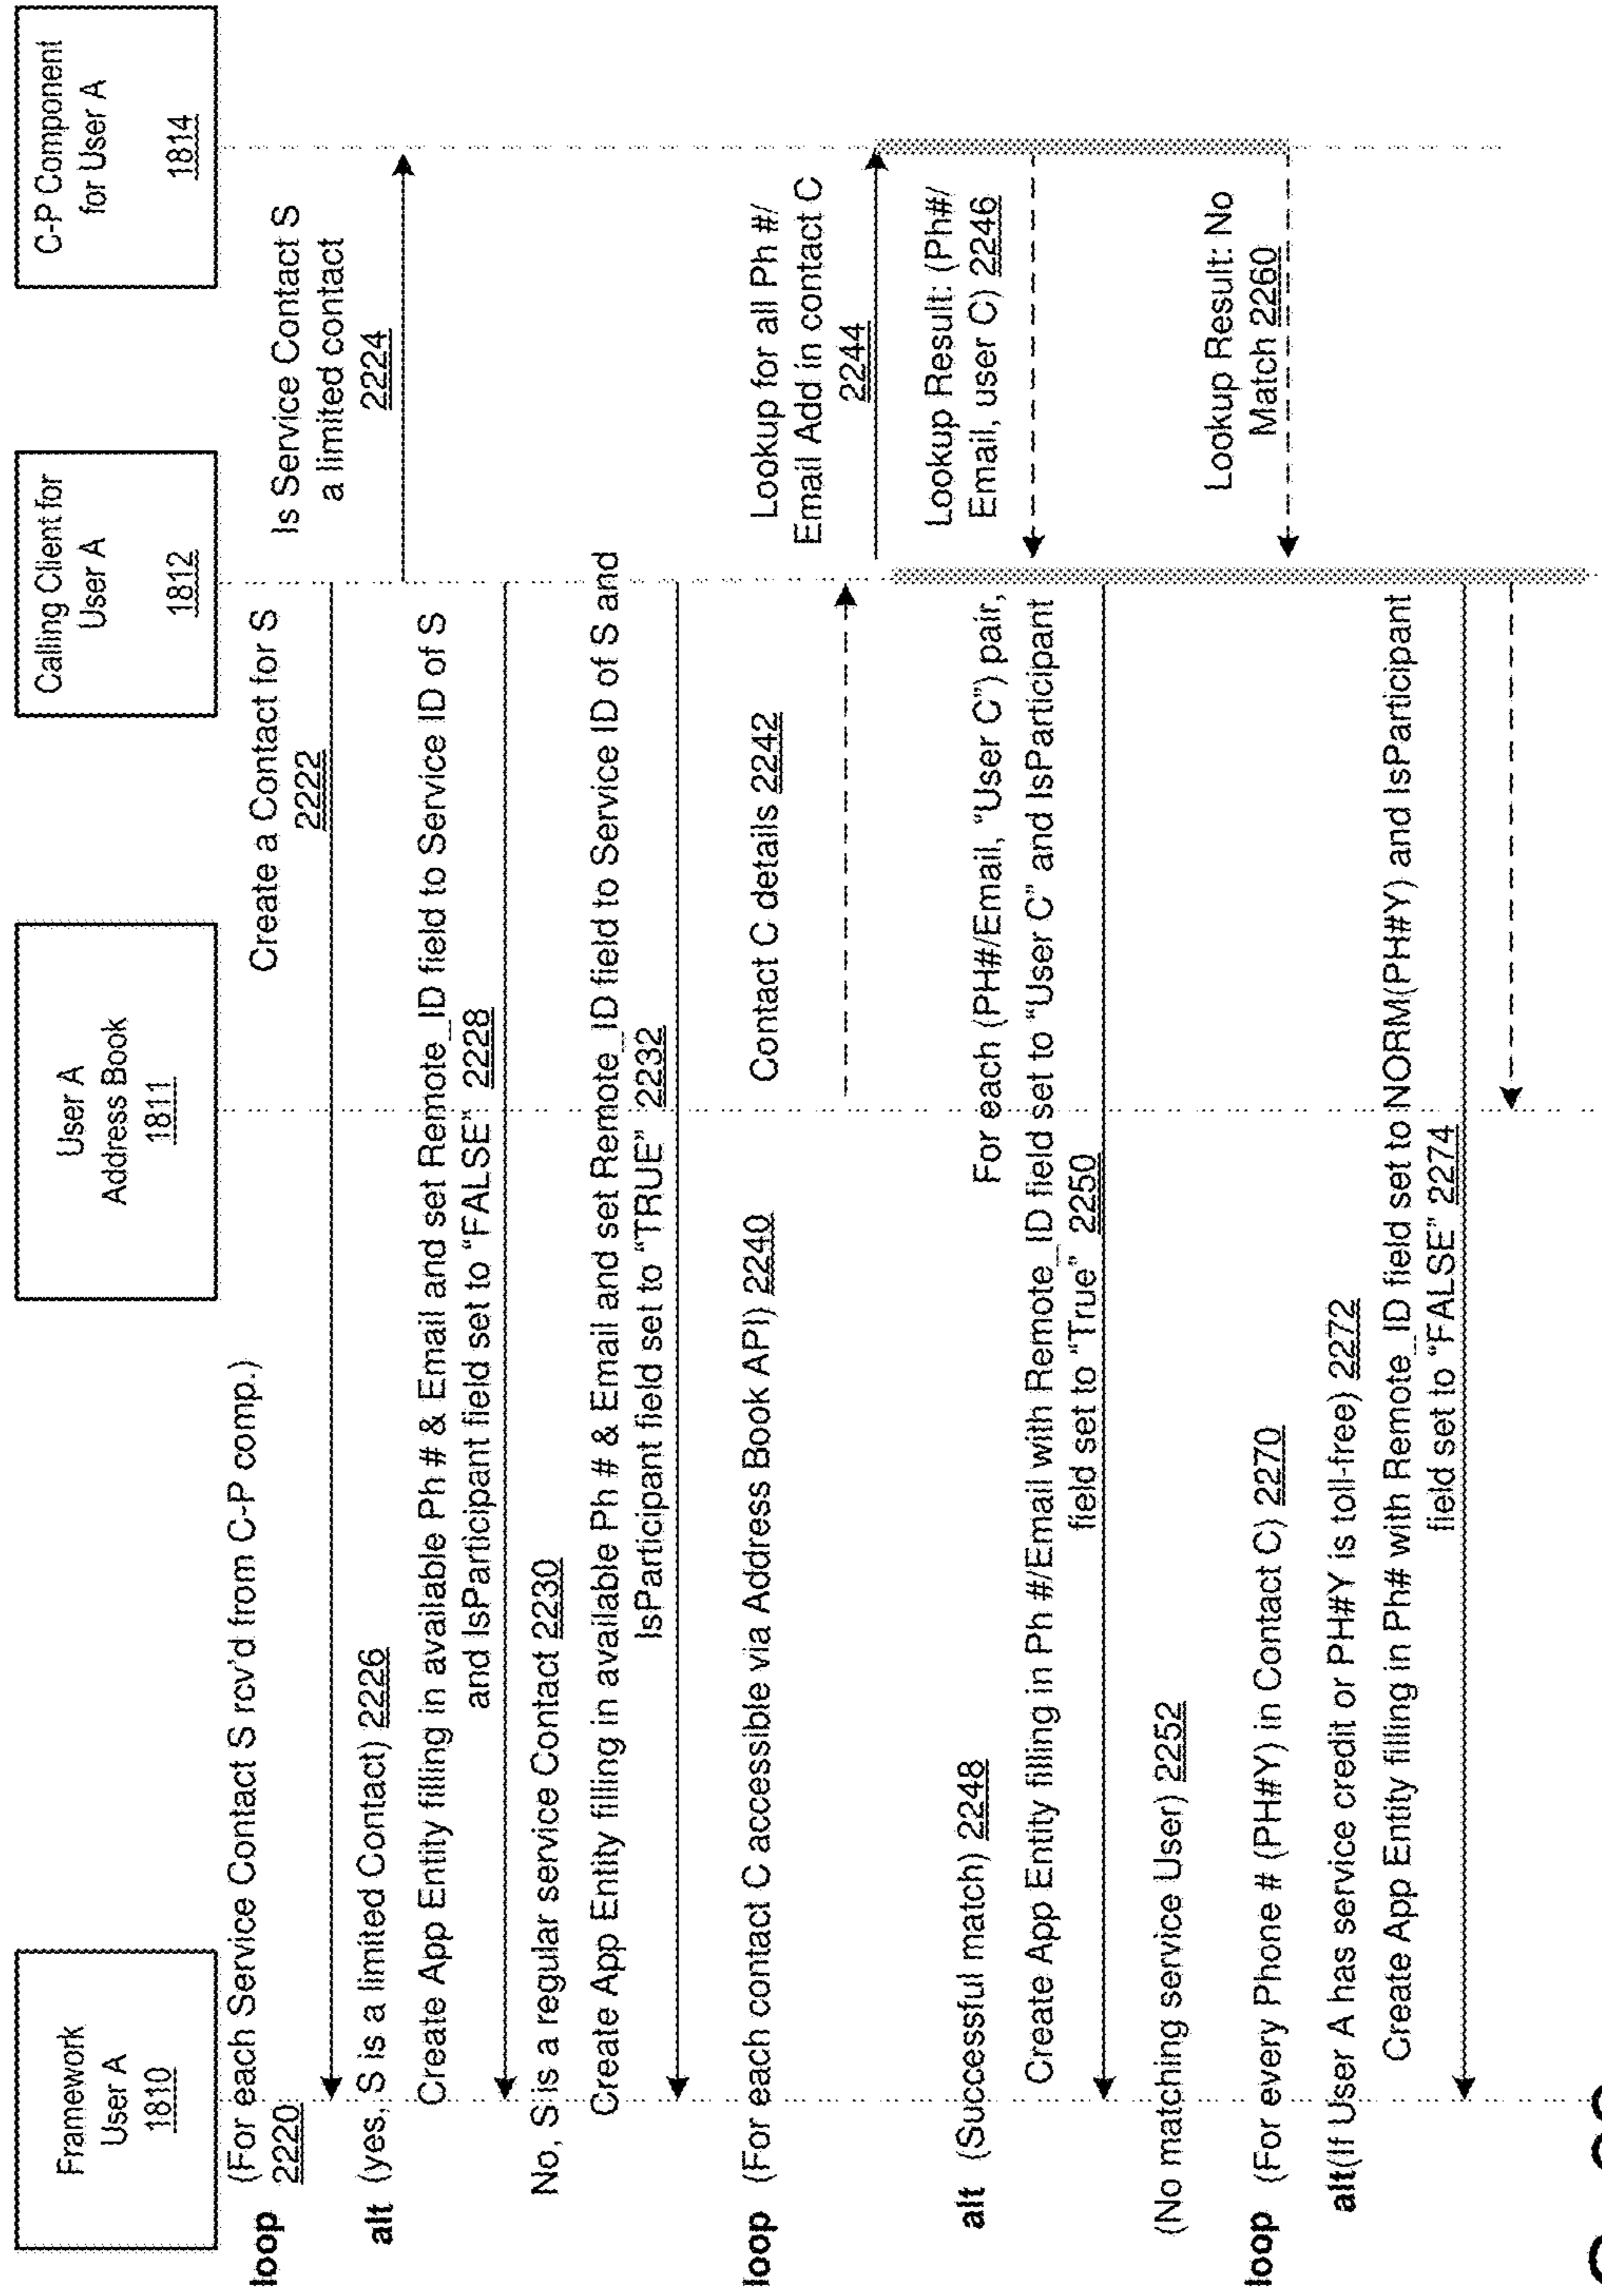 Framework
User A
1810
User A
Address Book
1811
Calling Client for
User A
1812
C-P Component
for User A
1814
loop (For each Service Contact S rcv'd from C-P comp.)
2220
Create a Contact for S
2222
Is Service Contact S
a limited contact
2224
alt (yes, S is a limited Contact) 2226
Create App Entity filling in available Ph # & Email and set Remote_ID field to Service ID of S
and IsParticipant field set to “FALSE” 2228
No, S is a regular service Contact 2230
Create App Entity filling in available Ph # & Email and set Remote_ID field to Service ID of S and
IsParticipant field set to “TRUE” 2232
loop (For each contact C accessible via Address Book API) 2240
Contact C details 2242
Lookup for all Ph #/
Email Add in contact C
2244
Lookup Result: (Ph#/
Email, user C) 2246
alt (Successful match) 2248
For each (PH#/Email, “User C”) pair,
Create App Entity filling in Ph #/Email with Remote_ID field set to “User C” and IsParticipant
field set to “True” 2250
(No matching service User) 2252
Lookup Result: No
Match 2260
loop (For every Phone # (PH#Y) in Contact C) 2270
alt(If User A has service credit or PH#Y is toll-free) 2272
Create App Entity filling in Ph# with Remote_ID field set to NORM(PH#Y) and IsParticipant
field set to “FALSE” 2274